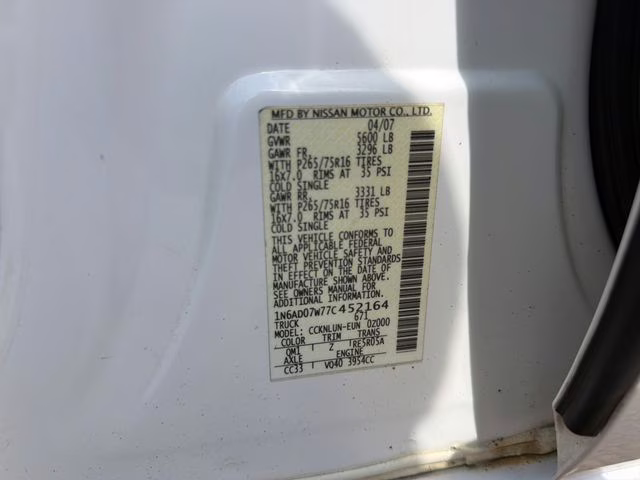 MFD BY NISSAN MOTOR CO., LTD.
DATE 04/07
GVWR 5600 LB
GAWR FR. 3296 LB
WITH P265/75R16 TIRES
16X7.0 RIMS AT 35 PSI
COLD SINGLE
GAWR RR. 3331 LB
WITH P265/75R16 TIRES
16X7.0 RIMS AT 35 PSI
COLD SINGLE
THIS VEHICLE CONFORMS TO
ALL APPLICABLE FEDERAL
MOTOR VEHICLE SAFETY AND
THEFT PREVENTION STANDARDS
IN EFFECT ON THE DATE OF
MANUFACTURE SHOWN ABOVE.
SEE OWNERS MANUAL FOR
ADDITIONAL INFORMATION
1N6AD07W77C452164
TRUCK 671
MODEL: CCKNLUN-EUN 02000
COLOR TRIM TRANS
QM1 Z TRE5R05A
AXLE ENGINE
CC33 VQ40 3954CC